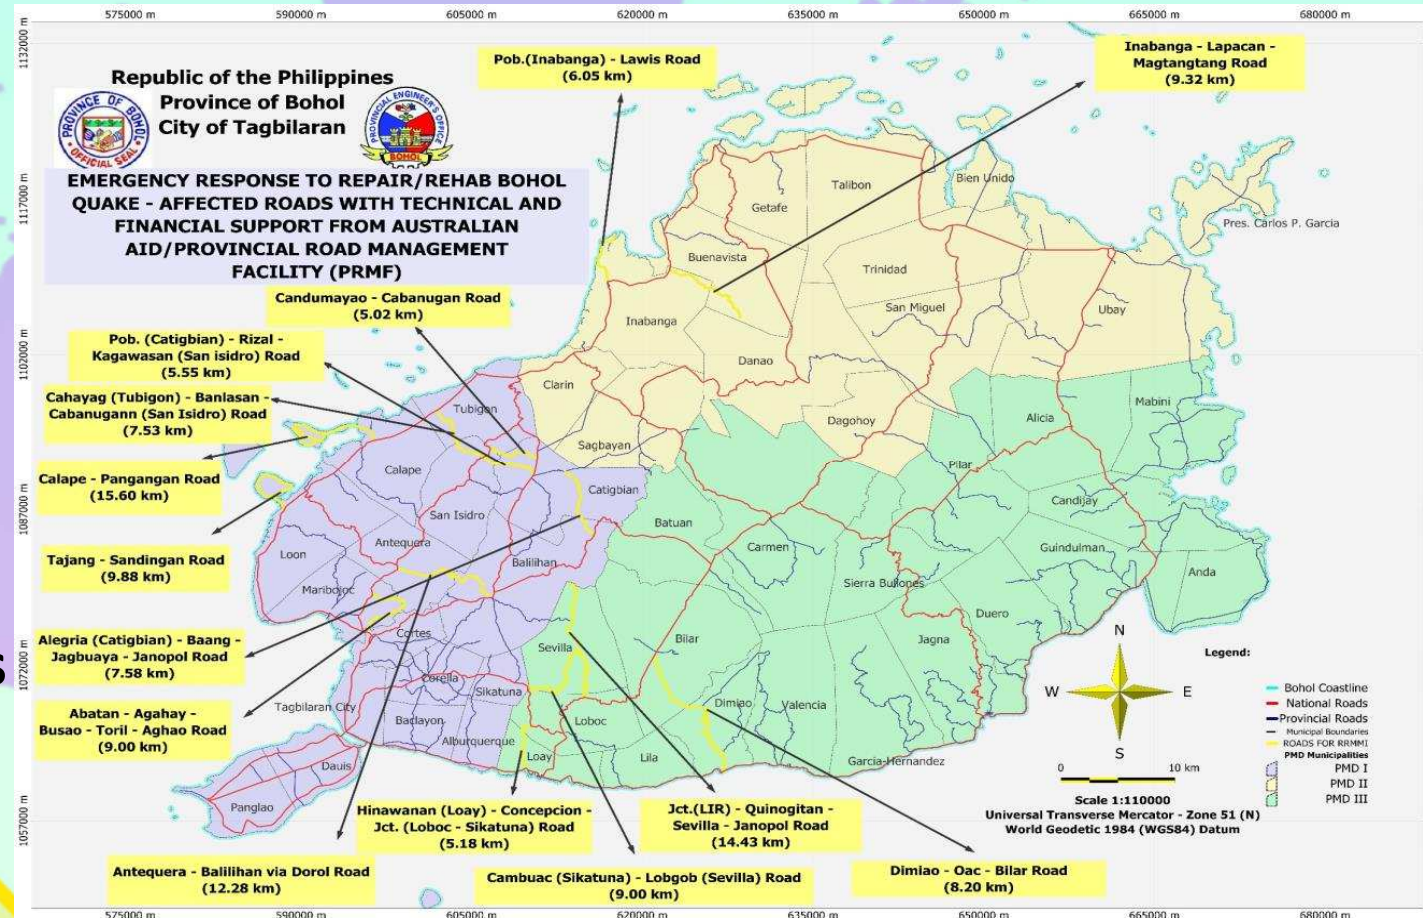 575000 m
590000 m
605000 m
620000 m
635000 m
650000 m
665000 m
680000 m
1132000 m
1117000 m
1102000 m
1087000 m
1072000 m
1057000 m
Republic of the Philippines
Province of Bohol
City of Tagbilaran
PROVINCE OF BOHOL
OFFICIAL SEAL
PROVINCIAL ENGINEER'S OFFICE
BOHOL
EMERGENCY RESPONSE TO REPAIR/REHAB BOHOL
QUAKE - AFFECTED ROADS WITH TECHNICAL AND
FINANCIAL SUPPORT FROM AUSTRALIAN
AID/PROVINCIAL ROAD MANAGEMENT
FACILITY (PRMF)
Pob.(Inabanga) - Lawis Road
(6.05 km)
Inabanga - Lapacan -
Magtangtang Road
(9.32 km)
Candumayao - Cabanugan Road
(5.02 km)
Pob. (Catigbian) - Rizal -
Kagawasan (San isidro) Road
(5.55 km)
Cahayag (Tubigon) - Banlasan -
Cabanugann (San Isidro) Road
(7.53 km)
Calape - Pangangan Road
(15.60 km)
Tajang - Sandingan Road
(9.88 km)
Alegria (Catigbian) - Baang -
Jagbuaya - Janopol Road
(7.58 km)
Abatan - Agahay -
Busao - Toril - Aghao Road
(9.00 km)
Antequera - Balilihan via Dorol Road
(12.28 km)
Hinawanan (Loay) - Concepcion -
Jct. (Loboc - Sikatuna) Road
(5.18 km)
Cambuac (Sikatuna) - Lobgob (Sevilla) Road
(9.00 km)
Jct.(LIR) - Quinogitan -
Sevilla - Janopol Road
(14.43 km)
Dimiao - Oac - Bilar Road
(8.20 km)
Talibon
Bien Unido
Getafe
Pres. Carlos P. Garcia
Buenavista
Trinidad
San Miguel
Ubay
Inabanga
Danao
Clarin
Tubigon
Sagbayan
Dagohoy
Alicia
Mabini
Calape
Pilar
Catigbian
Candijay
San Isidro
Batuan
Antequera
Carmen
Guindulman
Loon
Balilihan
Anda
Maribojoc
Sierra Bullones
Duero
Cortes
Sevilla
Bilar
Jagna
Corella
Sikatuna
Tagbilaran City
Baclayon
Loboc
Dimiao
Valencia
Alburquerque
Loay
Lila
Garcia-Hernandez
Dauis
Panglao
N
W
E
S
0
10 km
Scale 1:110000
Universal Transverse Mercator - Zone 51 (N)
World Geodetic 1984 (WGS84) Datum
Legend:
Bohol Coastline
National Roads
Provincial Roads
Municipal Boundaries
ROADS FOR RRMMI
PMD Municipalities
PMD I
PMD II
PMD III
s
575000 m
590000 m
605000 m
620000 m
635000 m
650000 m
665000 m
680000 m